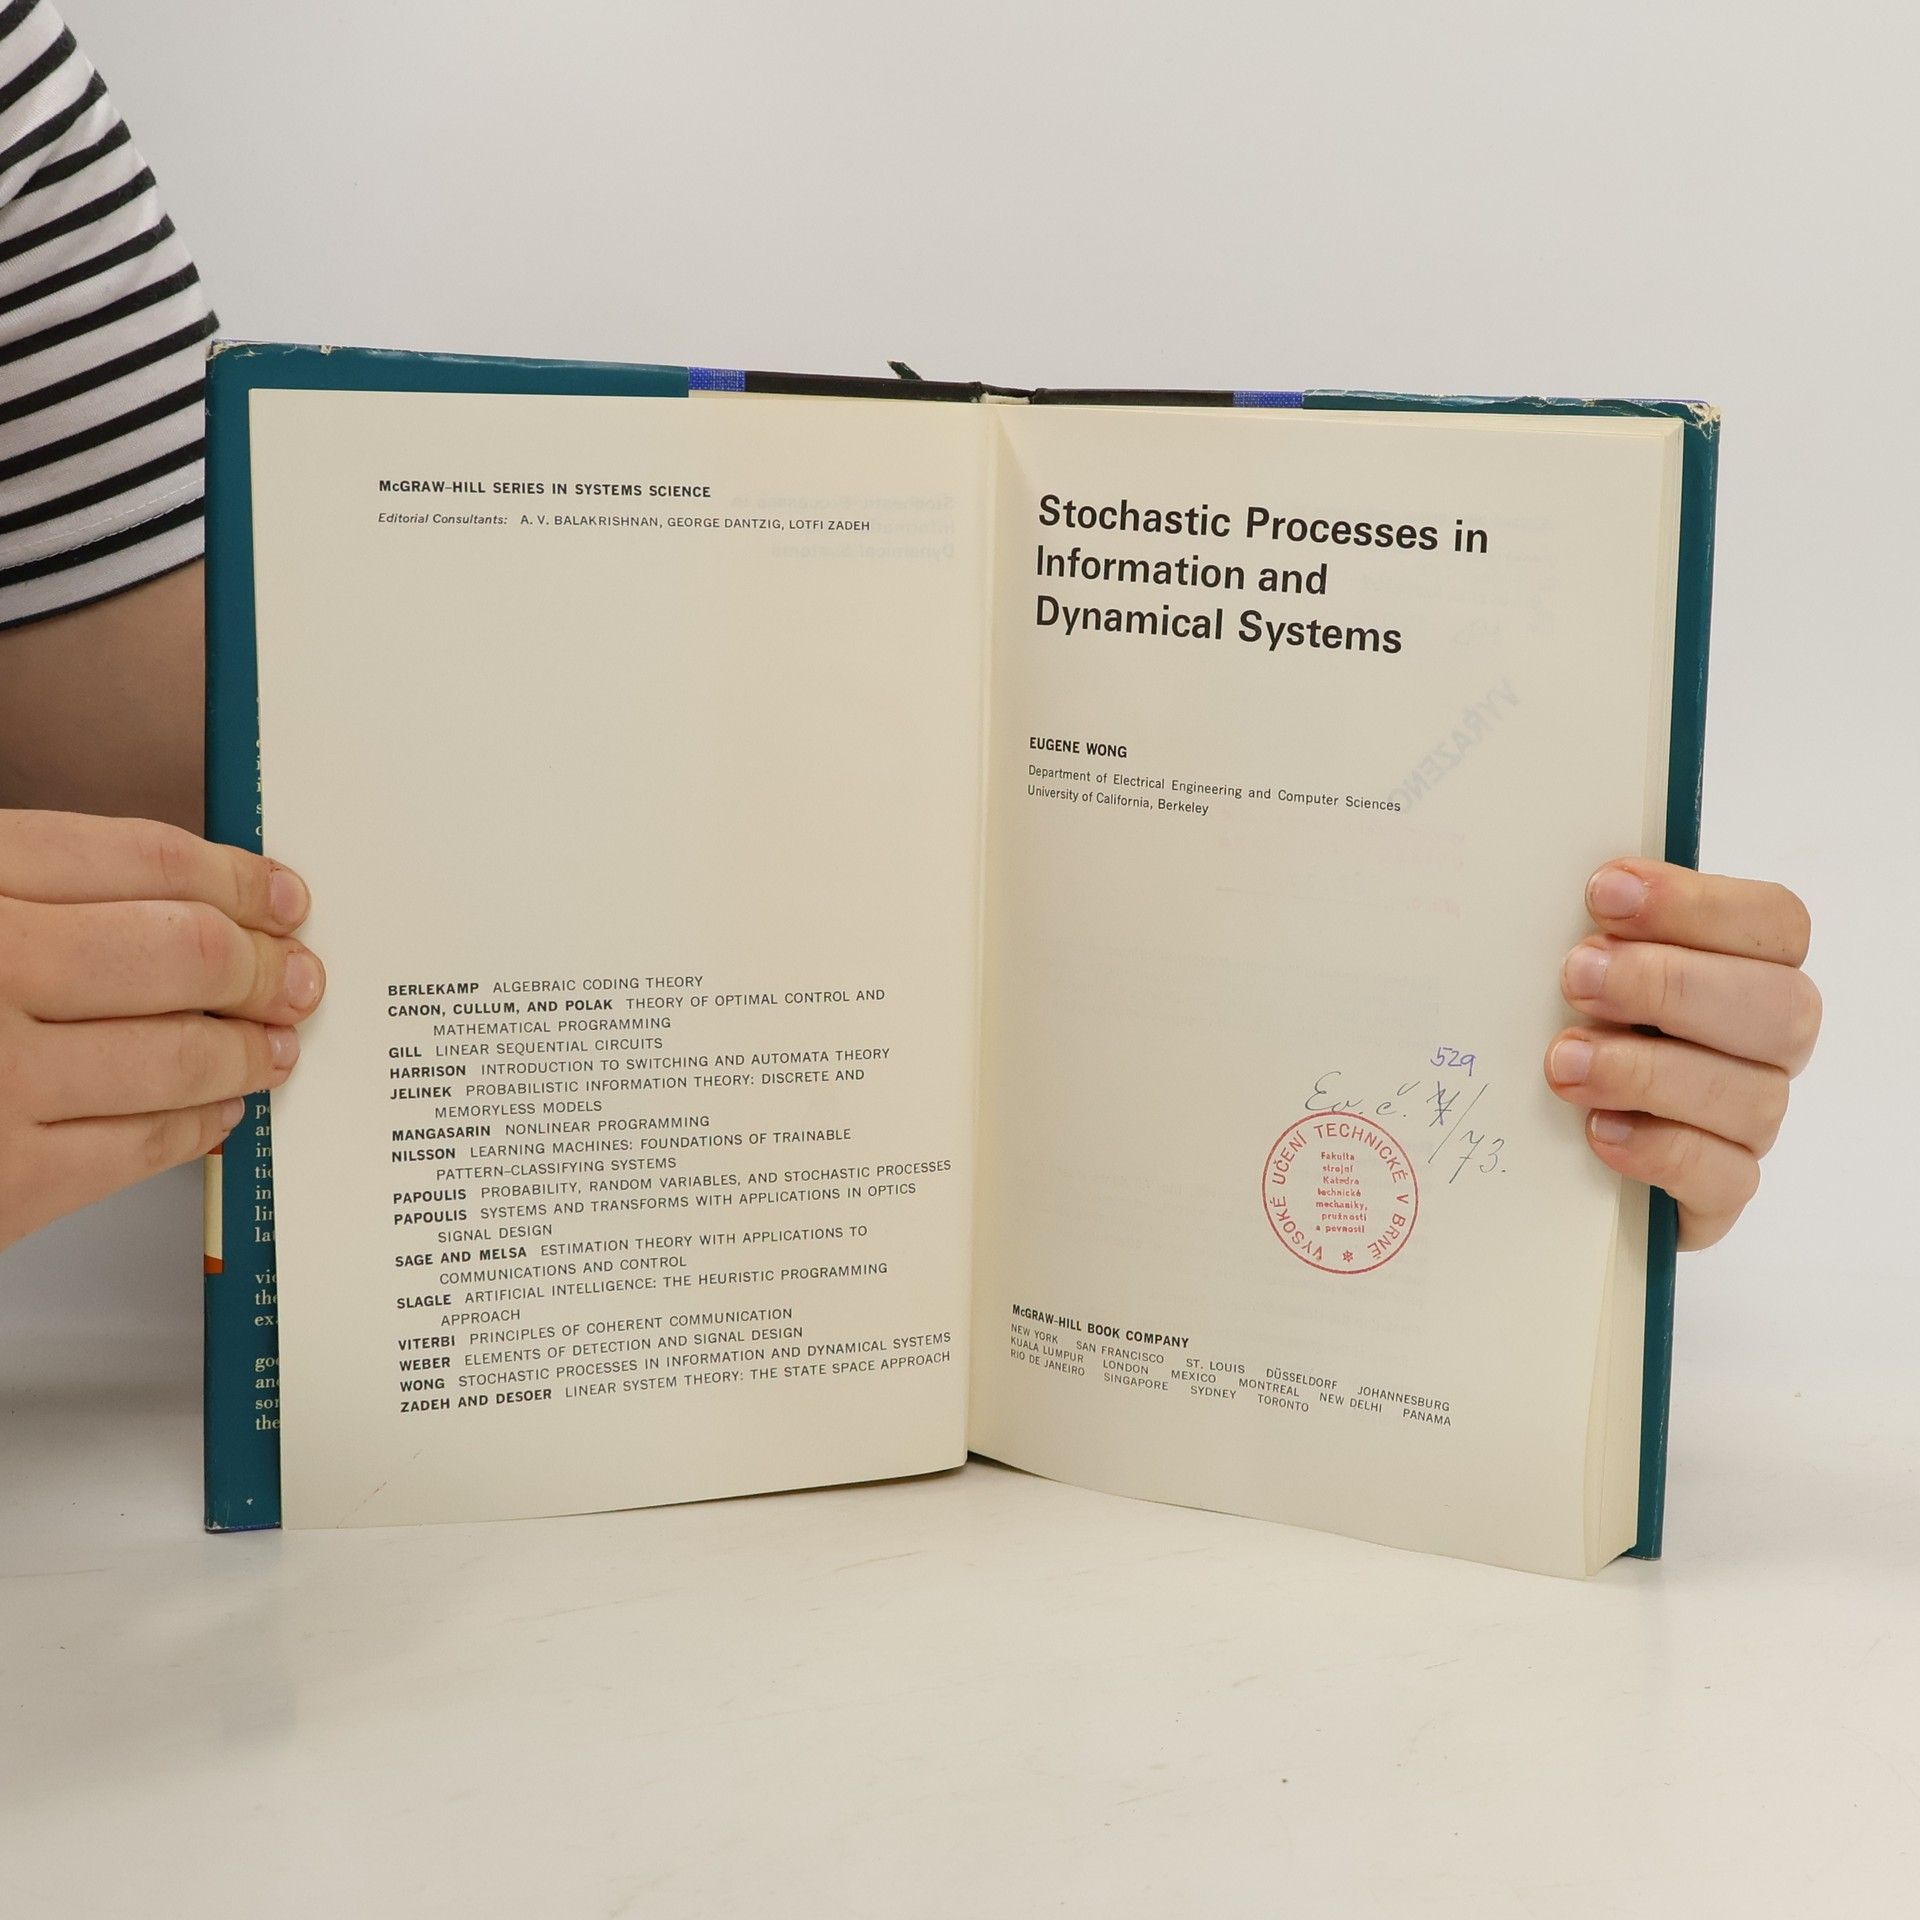 McGRAW-HILL SERIES IN SYSTEMS SCIENCE
Editorial Consultants: A. V. BALAKRISHNAN, GEORGE DANTZIG, LOTFI ZADEH
BERLEKAMP ALGEBRAIC CODING THEORY
CANON, CULLUM, AND POLAK THEORY OF OPTIMAL CONTROL AND
MATHEMATICAL PROGRAMMING
GILL LINEAR SEQUENTIAL CIRCUITS
HARRISON INTRODUCTION TO SWITCHING AND AUTOMATA THEORY
JELINEK PROBABILISTIC INFORMATION THEORY: DISCRETE AND
MEMORYLESS MODELS
MANGASARIN NONLINEAR PROGRAMMING
NILSSON LEARNING MACHINES: FOUNDATIONS OF TRAINABLE
PATTERN-CLASSIFYING SYSTEMS
PAPOULIS PROBABILITY, RANDOM VARIABLES, AND STOCHASTIC PROCESSES
PAPOULIS SYSTEMS AND TRANSFORMS WITH APPLICATIONS IN OPTICS
SIGNAL DESIGN
SAGE AND MELSA ESTIMATION THEORY WITH APPLICATIONS TO
COMMUNICATIONS AND CONTROL
SLAGLE ARTIFICIAL INTELLIGENCE: THE HEURISTIC PROGRAMMING
APPROACH
VITERBI PRINCIPLES OF COHERENT COMMUNICATION
WEBER ELEMENTS OF DETECTION AND SIGNAL DESIGN
WONG STOCHASTIC PROCESSES IN INFORMATION AND DYNAMICAL SYSTEMS
ZADEH AND DESOER LINEAR SYSTEM THEORY: THE STATE SPACE APPROACH
Stochastic Processes in
Information and
Dynamical Systems
EUGENE WONG
Department of Electrical Engineering and Computer Sciences
University of California, Berkeley
529
Ev. č. /73.
VYSOKÉ UČENÍ TECHNICKÉ V BRNĚ
Fakulta
strojní
Katedra
technické
mechaniky,
pružnosti
a pevnosti
McGRAW-HILL BOOK COMPANY
NEW YORK SAN FRANCISCO ST. LOUIS DÜSSELDORF JOHANNESBURG
KUALA LUMPUR LONDON MEXICO MONTREAL NEW DELHI PANAMA
RIO DE JANEIRO SINGAPORE SYDNEY TORONTO